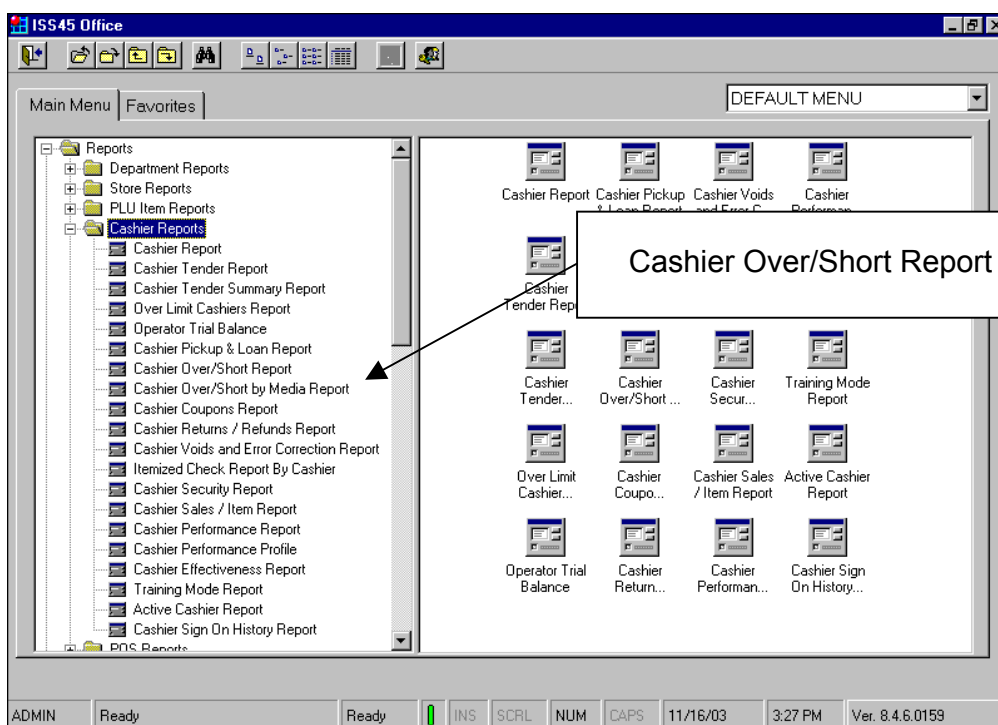 ISS45 Office
Main Menu
Favorites
DEFAULT MENU
Reports
Department Reports
Store Reports
PLU Item Reports
Cashier Reports
Cashier Report
Cashier Tender Report
Cashier Tender Summary Report
Over Limit Cashiers Report
Operator Trial Balance
Cashier Pickup & Loan Report
Cashier Over/Short Report
Cashier Over/Short by Media Report
Cashier Coupons Report
Cashier Returns / Refunds Report
Cashier Voids and Error Correction Report
Itemized Check Report By Cashier
Cashier Security Report
Cashier Sales / Item Report
Cashier Performance Report
Cashier Performance Profile
Cashier Effectiveness Report
Training Mode Report
Active Cashier Report
Cashier Sign On History Report
POS Reports
Cashier Report
Cashier Pickup
& Loan Report
Cashier Voids
and Error C...
Cashier
Performan...
Cashier Over/Short Report
Cashier
Tender Rep
Cashier
Tender...
Cashier
Over/Short ...
Cashier
Secur...
Training Mode
Report
Over Limit
Cashier...
Cashier
Coupo...
Cashier Sales
/ Item Report
Active Cashier
Report
Operator Trial
Balance
Cashier
Return...
Cashier
Performan...
Cashier Sign
On History...
ADMIN
Ready
Ready
INS
SCRL
NUM
CAPS
11/16/03
3:27 PM
Ver. 8.4.6.0159